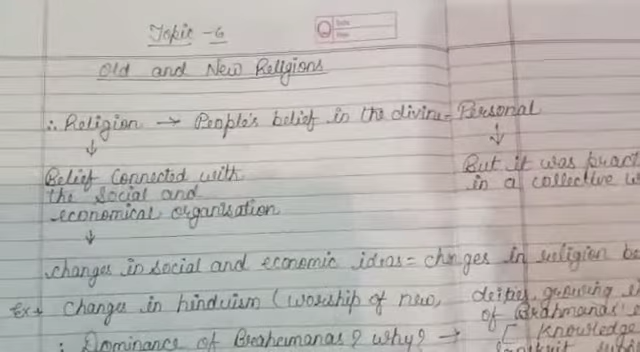 Topic - 6
Old and New Religions
∴ Religion → People's belief in the divine = Personal
↓ ↓
Belief connected with
the social and
economical organisation
But it was
in a collective
↓
changes in social and economic ideas = changes in religion
Ex → Changes in hinduism (worship of new, deities, growing
of Brahmanas
: Dominance of Brahemanas? why? → knowledge